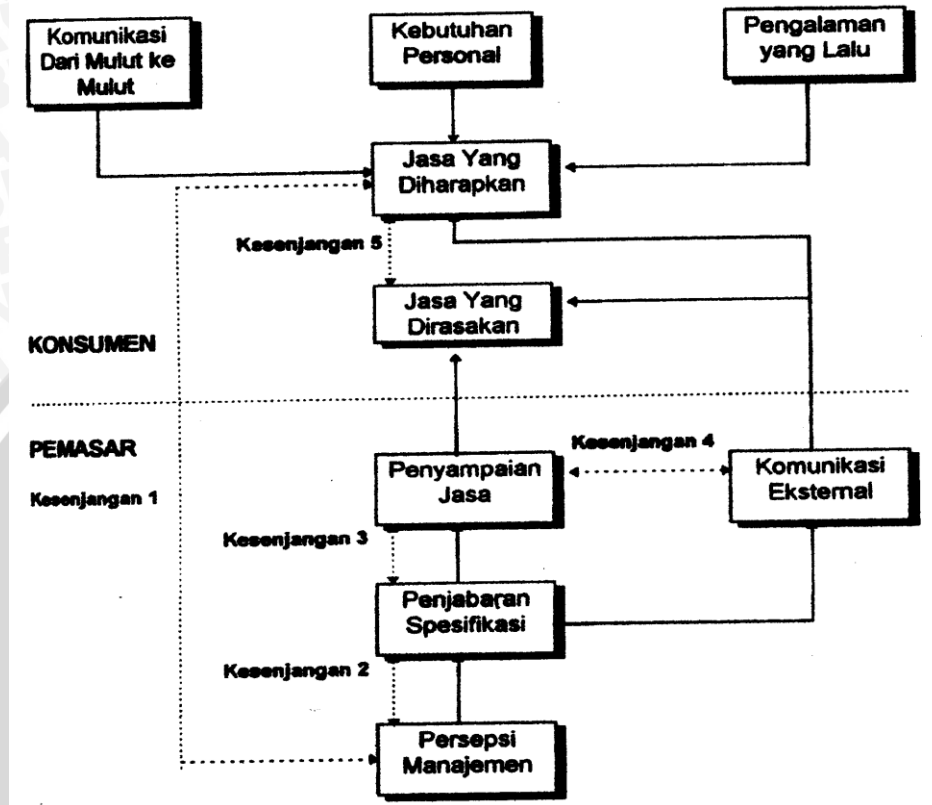 Komunikasi
Dari Mulut ke
Mulut
Kebutuhan
Personal
Pengalaman
yang Lalu
Jasa Yang
Diharapkan
Kesenjangan 5
Jasa Yang
Dirasakan
KONSUMEN
PEMASAR
Kesenjangan 1
Kesenjangan 4
Penyampaian
Jasa
Komunikasi
Eksternal
Kesenjangan 3
Penjabaran
Spesifikasi
Kesenjangan 2
Persepsi
Manajemen